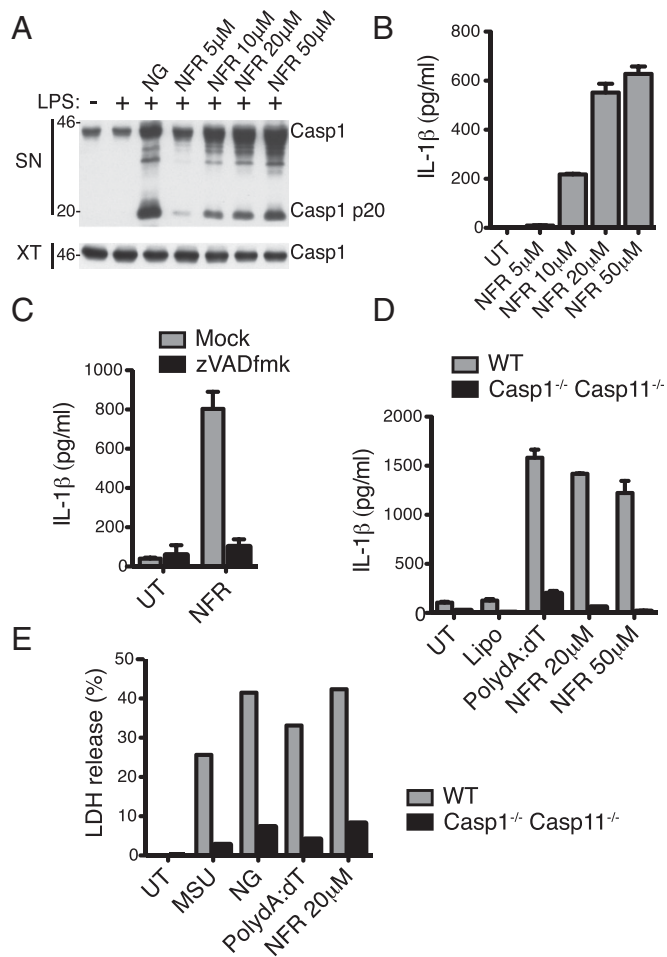 A
NG
NFR 5µM
NFR 10µM
NFR 20µM
NFR 50µM
LPS: - + + + + + +
46-
SN
Casp1
20-
Casp1 p20
XT
46-
Casp1
B
IL-1β (pg/ml)
800
600
400
200
0
UT
NFR 5µM
NFR 10µM
NFR 20µM
NFR 50µM
C
Mock
zVADfmk
IL-1β (pg/ml)
1000
800
600
400
200
0
UT
NFR
D
WT
Casp1-/- Casp11-/-
IL-1β (pg/ml)
2000
1500
1000
500
0
UT
Lipo
PolydA:dT
NFR 20µM
NFR 50µM
E
LDH release (%)
50
40
30
20
10
0
UT
MSU
NG
PolydA:dT
NFR 20µM
WT
Casp1-/- Casp11-/-